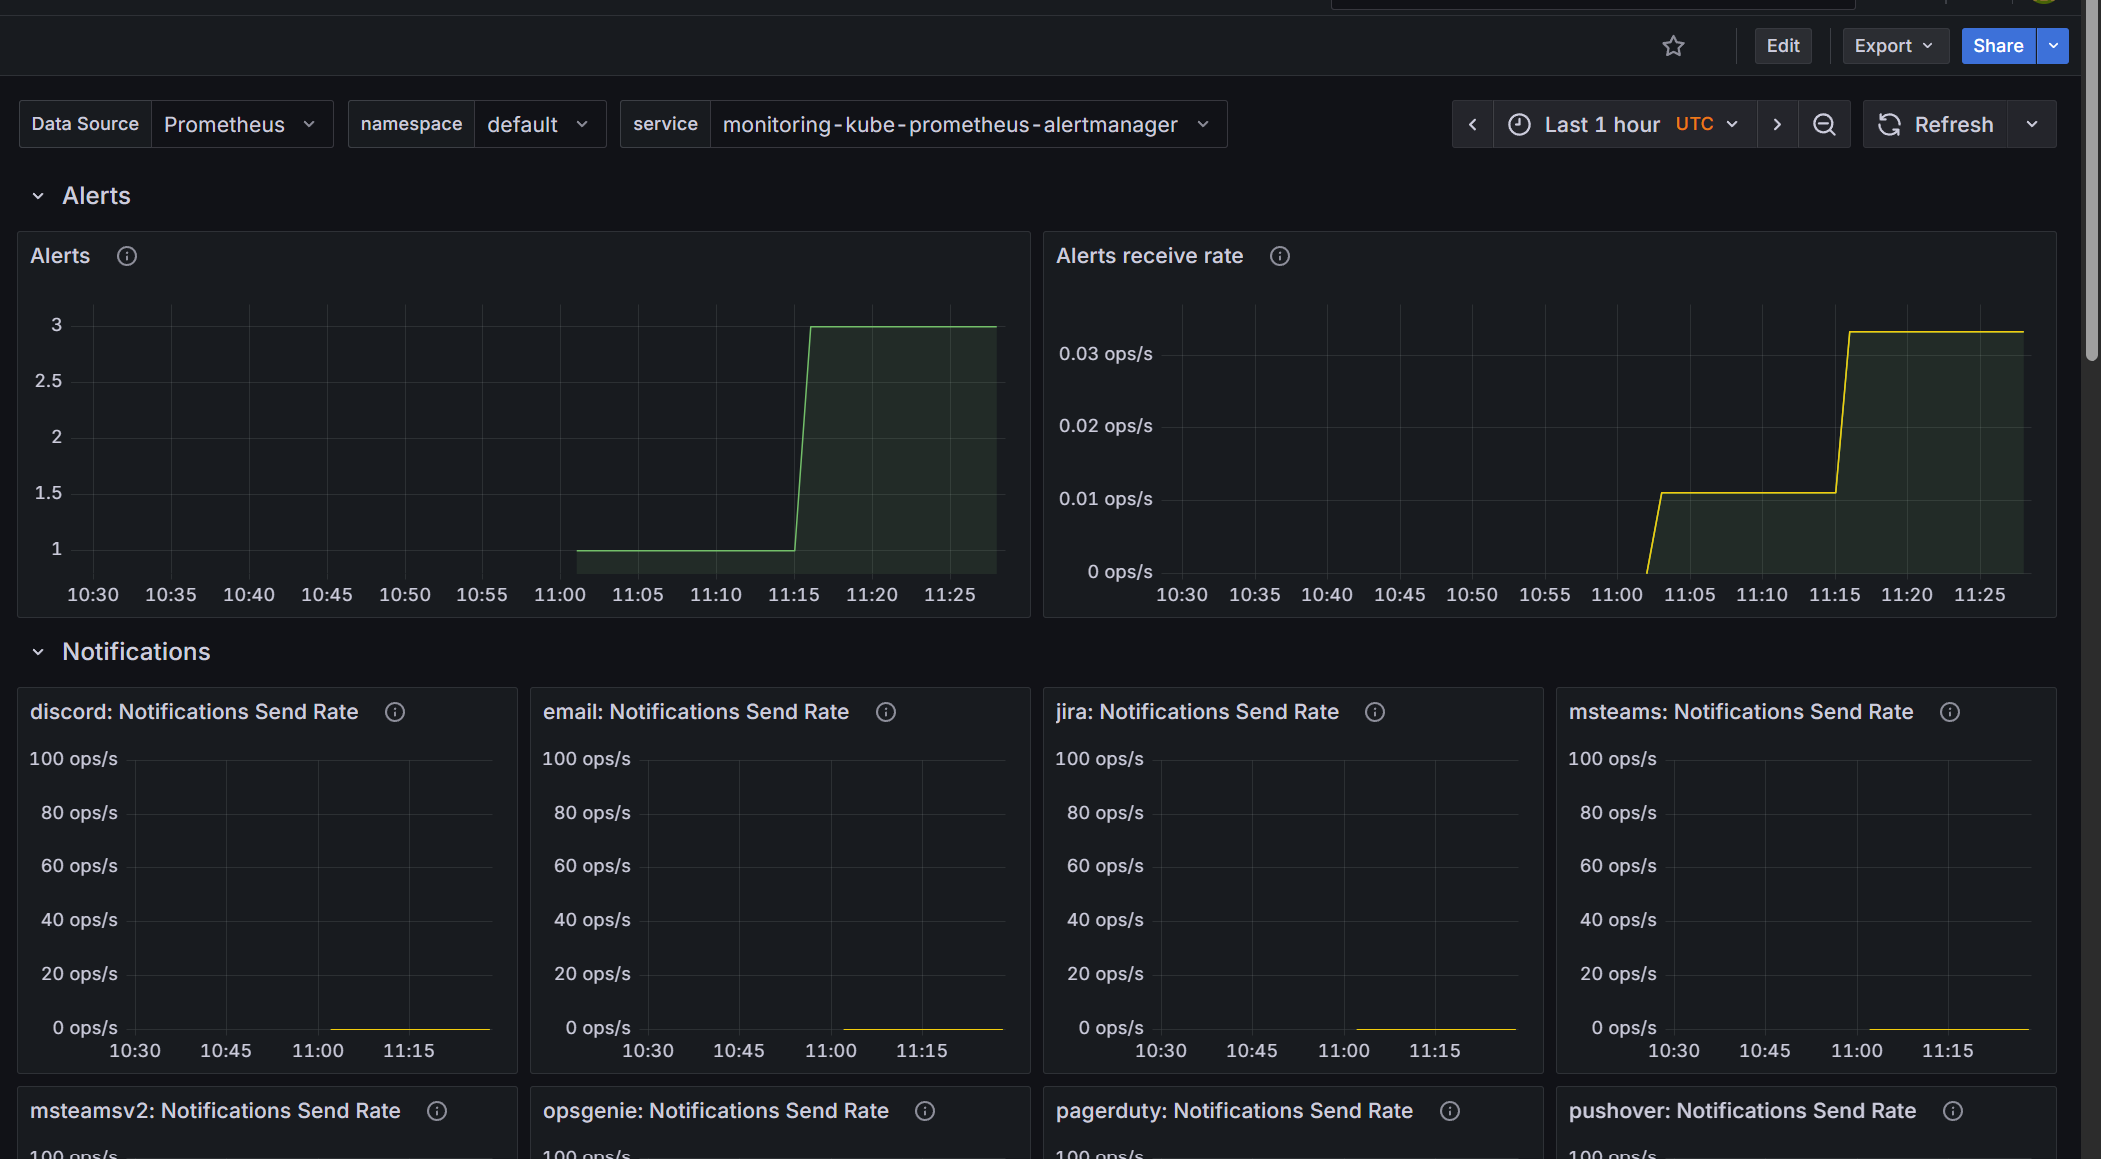 Edit
Export
Share
Data Source Prometheus
namespace default
service monitoring-kube-prometheus-alertmanager
Last 1 hour UTC
Refresh
Alerts
Alerts
3
2.5
2
1.5
1
10:30 10:35 10:40 10:45 10:50 10:55 11:00 11:05 11:10 11:15 11:20 11:25
Alerts receive rate
0.03 ops/s
0.02 ops/s
0.01 ops/s
0 ops/s
10:30 10:35 10:40 10:45 10:50 10:55 11:00 11:05 11:10 11:15 11:20 11:25
Notifications
discord: Notifications Send Rate
100 ops/s
80 ops/s
60 ops/s
40 ops/s
20 ops/s
0 ops/s
10:30 10:45 11:00 11:15
email: Notifications Send Rate
100 ops/s
80 ops/s
60 ops/s
40 ops/s
20 ops/s
0 ops/s
10:30 10:45 11:00 11:15
jira: Notifications Send Rate
100 ops/s
80 ops/s
60 ops/s
40 ops/s
20 ops/s
0 ops/s
10:30 10:45 11:00 11:15
msteams: Notifications Send Rate
100 ops/s
80 ops/s
60 ops/s
40 ops/s
20 ops/s
0 ops/s
10:30 10:45 11:00 11:15
msteamsv2: Notifications Send Rate
100 ops/s
opsgenie: Notifications Send Rate
100 ops/s
pagerduty: Notifications Send Rate
100 ops/s
pushover: Notifications Send Rate
100 ops/s